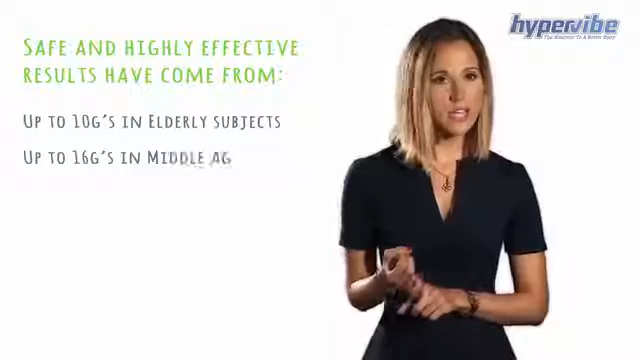 hypervibe
Safe and highly effective
results have come from:
Up to 10g's in Elderly subjects
Up to 16g's in Middle Ag